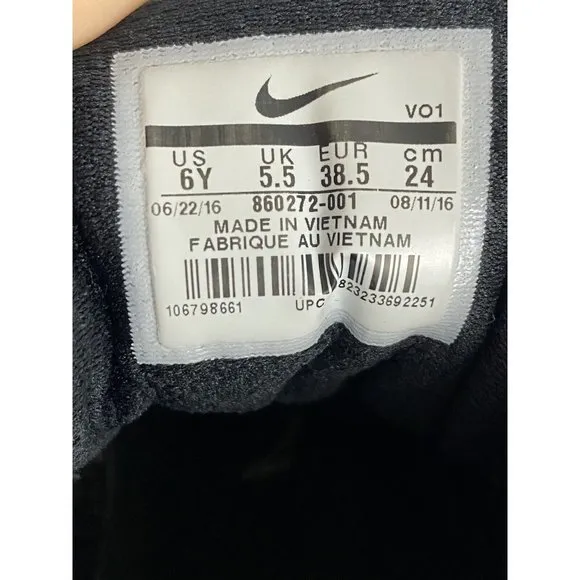 VO1
US UK EUR cm
6Y 5.5 38.5 24
06/22/16 860272-001 08/11/16
MADE IN VIETNAM
FABRIQUE AU VIETNAM
106798661 UPC 823233692251